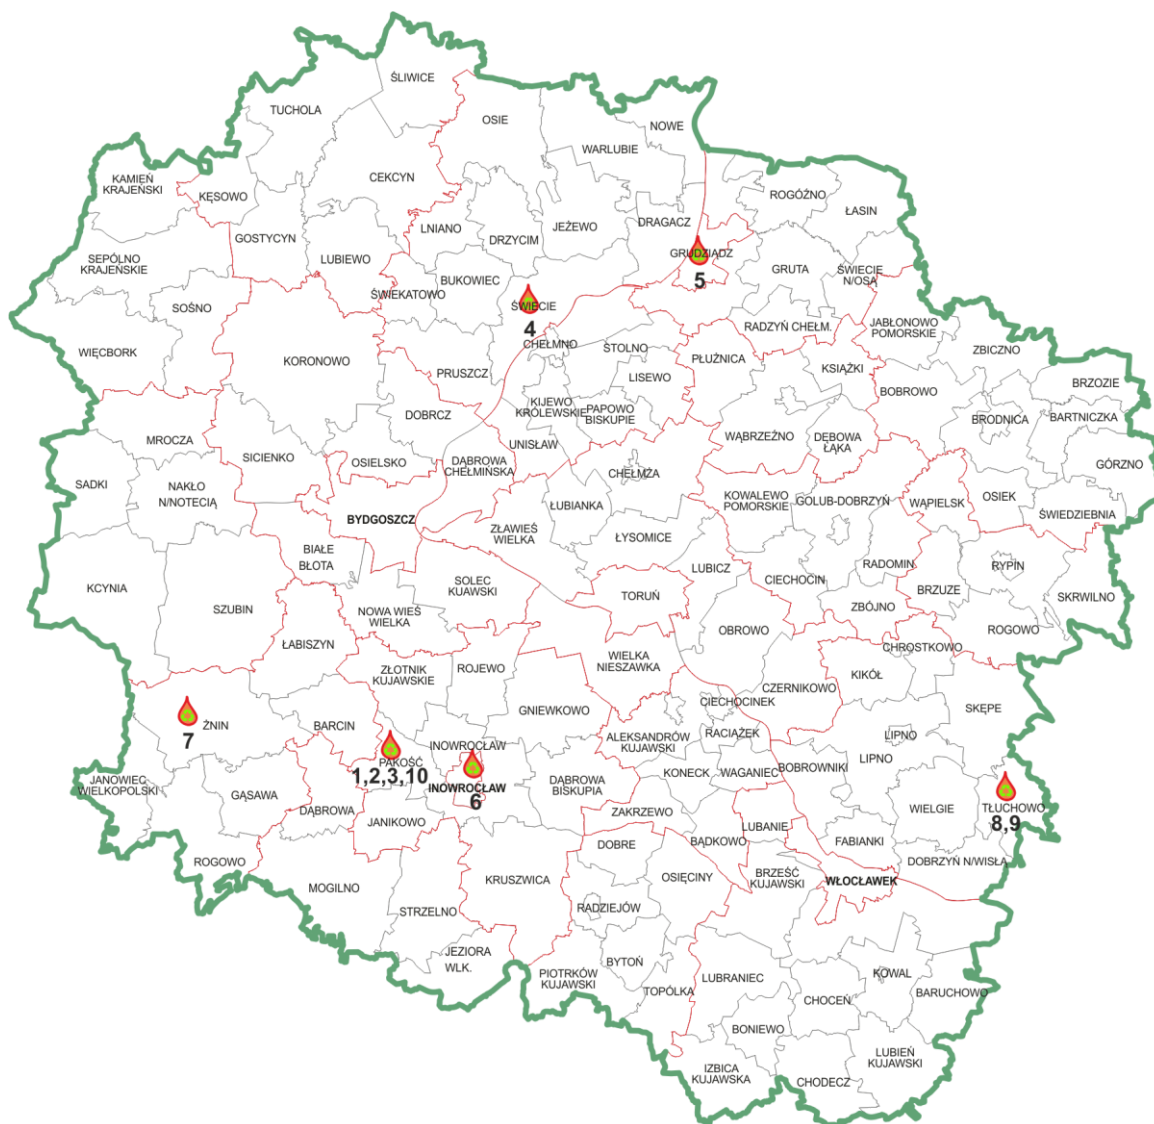 ŚLIWICE
TUCHOLA
OSIE
NOWE
WARLUBIE
KAMIEŃ
KRAJEŃSKI
KĘSOWO
CEKCYN
ROGÓŹNO
ŁASIN
GOSTYCYN
LNIANO
DRZYCIM
JEŻEWO
DRAGACZ
GRUDZIĄDZ
5
SEPÓLNO
KRAJEŃSKIE
LUBIEWO
BUKOWIEC
GRUTA
ŚWIECIE
N/OSĄ
ŚWIEKATOWO
SOŚNO
ŚWIECIE
4
RADZYŃ CHEŁM.
JABŁONOWO
POMORSKIE
WIĘCBORK
KORONOWO
CHEŁMNO
STOLNO
PŁUŻNICA
ZBICZNO
PRUSZCZ
LISEWO
KSIĄŻKI
BOBROWO
BRZOZIE
DOBRCZ
KIJEWO
KRÓLEWSKIE
PAPOWO
BISKUPIE
BRODNICA
BARTNICZKA
MROCZA
UNISŁAW
WĄBRZEŹNO
DĘBOWA
ŁĄKA
SICIENKO
OSIELSKO
DĄBROWA
CHEŁMIŃSKA
CHEŁMŻA
GÓRZNO
SADKI
NAKŁO
N/NOTECIĄ
KOWALEWO
POMORSKIE
GOLUB-DOBRZYŃ
WĄPIELSK
OSIEK
ŚWIEDZIEBNIA
BYDGOSZCZ
ŁUBIANKA
ZŁAWIEŚ
WIELKA
ŁYSOMICE
BIAŁE
BŁOTA
LUBICZ
RADOMIN
RYPIN
KCYNIA
SZUBIN
SOLEC
KUAWSKI
TORUŃ
CIECHOCIN
BRZUZE
SKRWILNO
NOWA WIEŚ
WIELKA
ZBÓJNO
OBROWO
ROGOWO
ŁABISZYN
CHROSTKOWO
ZŁOTNIK
KUJAWSKIE
ROJEWO
WIELKA
NIESZAWKA
KIKÓŁ
CZERNIKOWO
CIECHOCINEK
SKĘPE
ŻNIN
7
BARCIN
GNIEWKOWO
RACIĄŻEK
ALEKSANDRÓW
KUJAWSKI
LIPNO
INOWROCŁAW
PAKOŚĆ
1,2,3,10
LIPNO
KONECK
WAGANIEC
BOBROWNIKI
JANOWIEC
WIELKOPOLSKI
GĄSAWA
INOWROCŁAW
6
DĄBROWA
BISKUPIA
WIELGIE
TŁUCHOWO
8,9
DĄBROWA
JANIKOWO
ZAKRZEWO
LUBANIE
BĄDKOWO
FABIANKI
DOBRE
ROGOWO
DOBRZYŃ N/WISŁĄ
OSIĘCINY
BRZEŚĆ
KUJAWSKI
WŁOCŁAWEK
MOGILNO
KRUSZWICA
STRZELNO
RADZIEJÓW
JEZIORA
WLK.
BYTOŃ
PIOTRKÓW
KUJAWSKI
LUBRANIEC
KOWAL
TOPÓLKA
CHOCEŃ
BARUCHOWO
BONIEWO
LUBIEŃ
KUJAWSKI
IZBICA
KUJAWSKA
CHODECZ